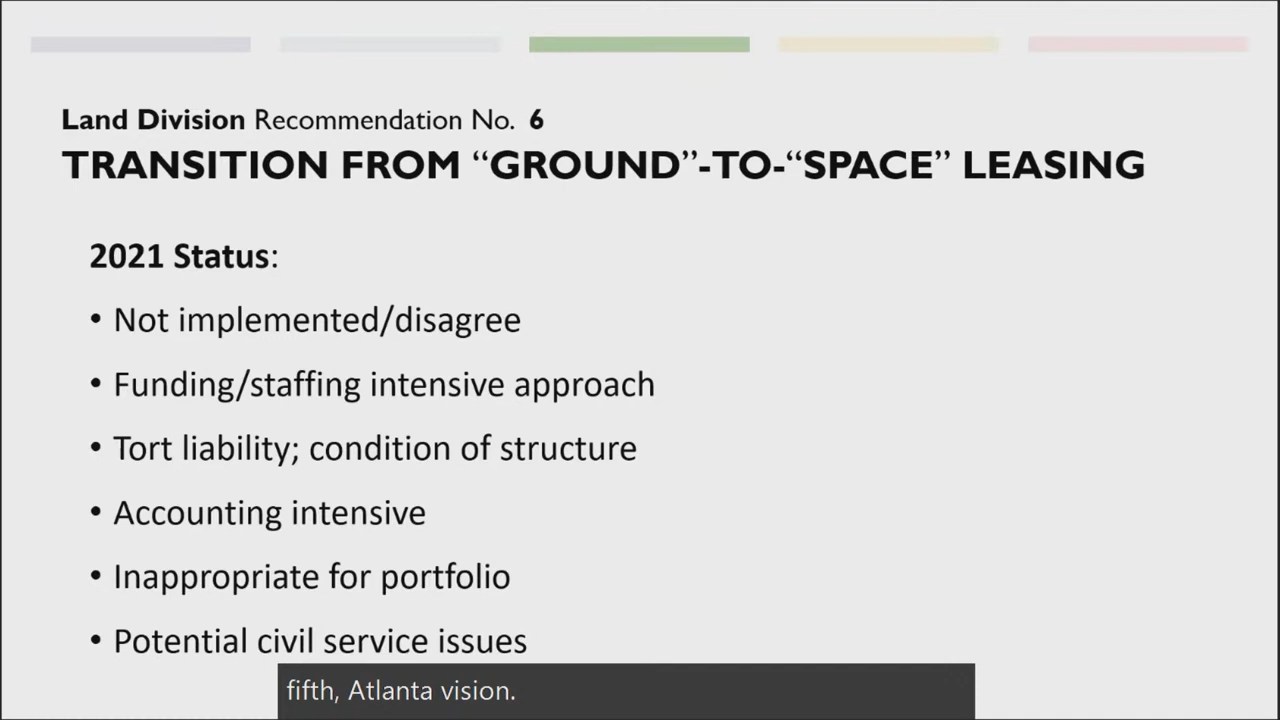 Land Division Recommendation No. 6
TRANSITION FROM “GROUND”-TO-“SPACE” LEASING
2021 Status:
• Not implemented/disagree
• Funding/staffing intensive approach
• Tort liability; condition of structure
• Accounting intensive
• Inappropriate for portfolio
• Potential civil service issues
fifth, Atlanta vision.